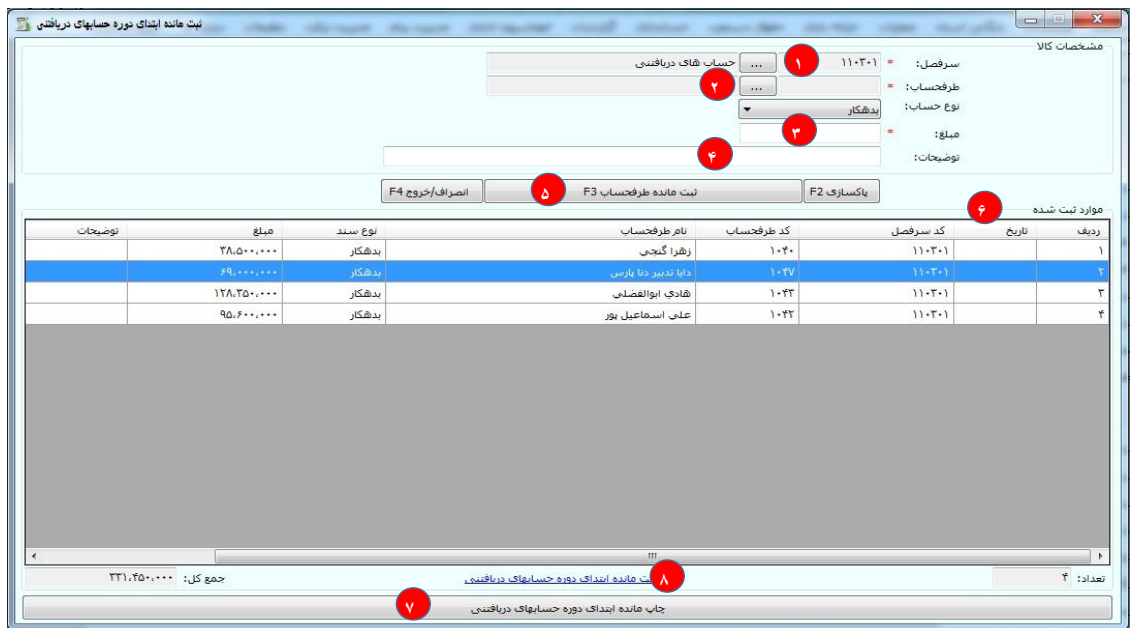 ثبت مانده ابتدای دوره حسابهای دریافتنی
مشخصات کالا
سرفصل: * ۱۱۰۳۰۱ ۱ ... حساب های دریافتنی
طرفحساب: * ... ۲
نوع حساب: بدهکار
مبلغ: * ۳
توضیحات: ۴
پاکسازی F2 ثبت مانده طرفحساب F3 ۵ انصراف/خروج F4
موارد ثبت شده ۶
ردیف تاریخ کد سرفصل کد طرفحساب نام طرفحساب نوع سند مبلغ توضیحات
۱ ۱۱۰۳۰۱ ۱۰۴۰ زهرا گنجي بدهکار ۳۸،۵۰۰،۰۰۰
۲ ۱۱۰۳۰۱ ۱۰۴۷ دایا تدبیر دنا پارس بدهکار ۶۹،۰۰۰،۰۰۰
۳ ۱۱۰۳۰۱ ۱۰۴۳ هادي ابوالفضلي بدهکار ۱۲۸،۳۵۰،۰۰۰
۴ ۱۱۰۳۰۱ ۱۰۴۲ علی اسماعیل پور بدهکار ۹۵،۶۰۰،۰۰۰
تعداد: ۴ ۸ مانده ابتدای دوره حسابهای دریافتنی جمع کل: ۳۳۱،۴۵۰،۰۰۰
چاپ مانده ابتدای دوره حسابهای دریافتنی ۷